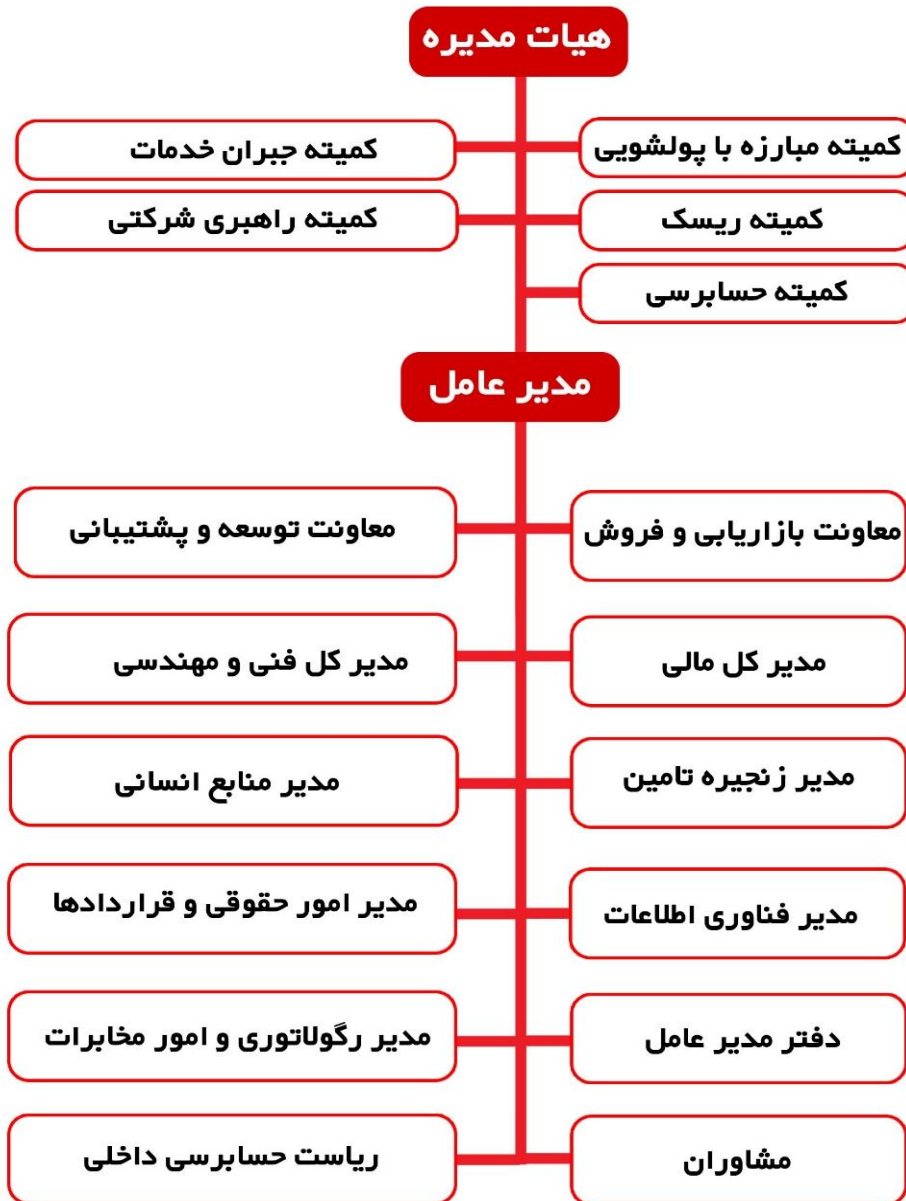 هیات مدیره
کمیته مبارزه با پولشویی
کمیته جبران خدمات
کمیته ریسک
کمیته راهبری شرکتی
کمیته حسابرسی
مدیر عامل
معاونت بازاریابی و فروش
معاونت توسعه و پشتیبانی
مدیر کل مالی
مدیر کل فنی و مهندسی
مدیر زنجیره تامین
مدیر منابع انسانی
مدیر فناوری اطلاعات
مدیر امور حقوقی و قراردادها
دفتر مدیر عامل
مدیر رگولاتوری و امور مخابرات
مشاوران
ریاست حسابرسی داخلی